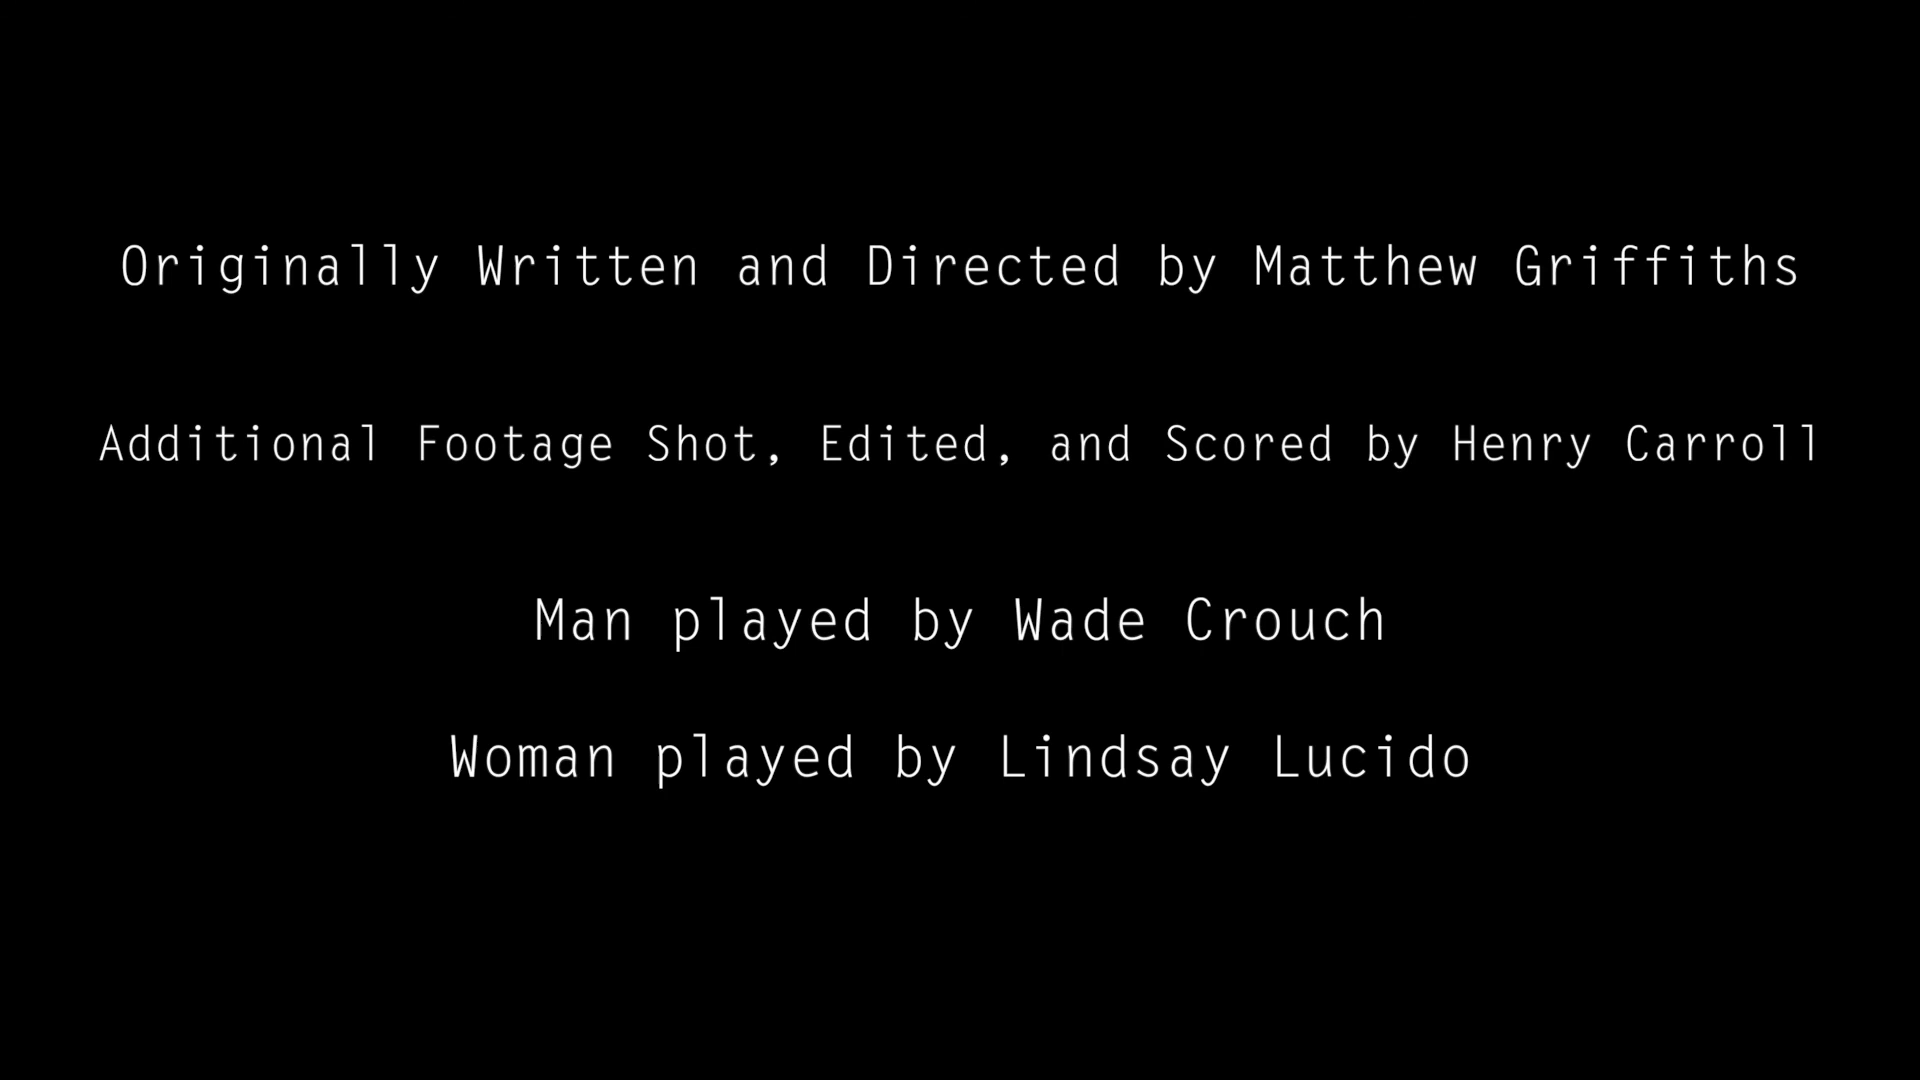 Originally Written and Directed by Matthew Griffiths
Additional Footage Shot, Edited, and Scored by Henry Carroll
Man played by Wade Crouch
Woman played by Lindsay Lucido